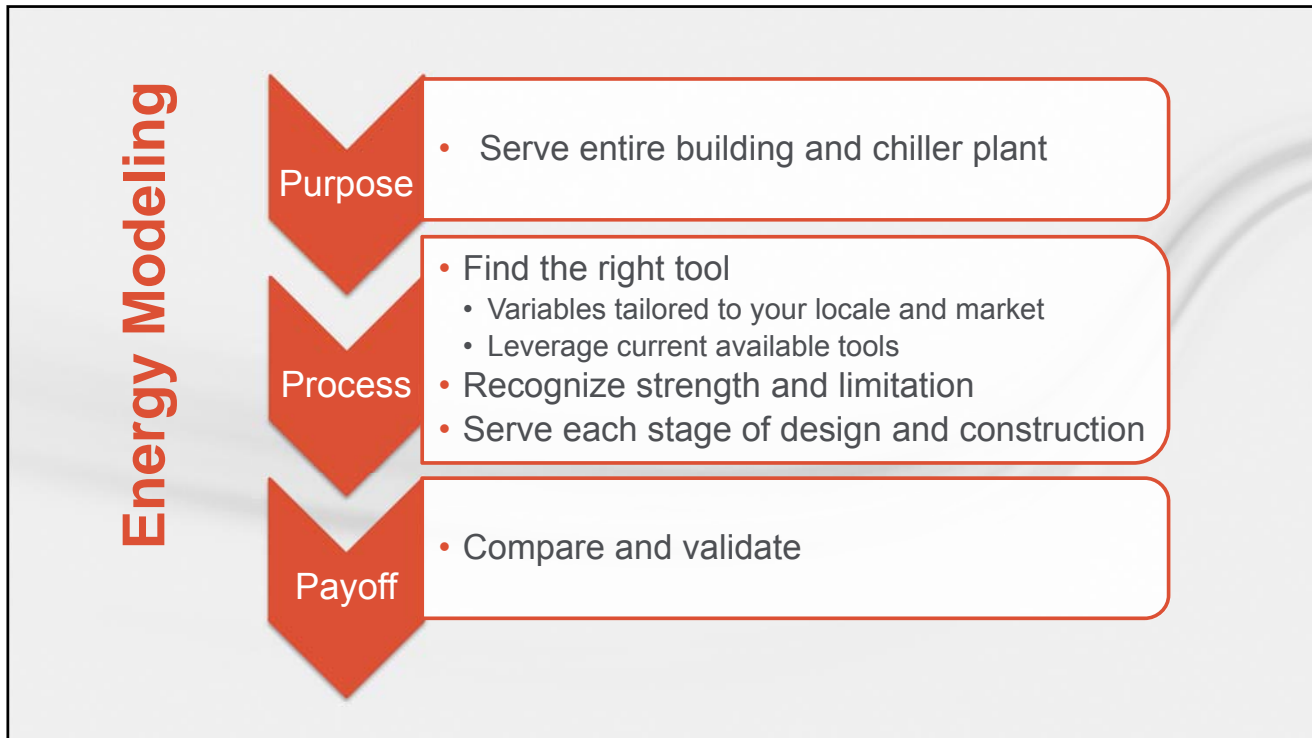 Energy Modeling
Purpose
• Serve entire building and chiller plant
Process
• Find the right tool
• Variables tailored to your locale and market
• Leverage current available tools
• Recognize strength and limitation
• Serve each stage of design and construction
Payoff
• Compare and validate